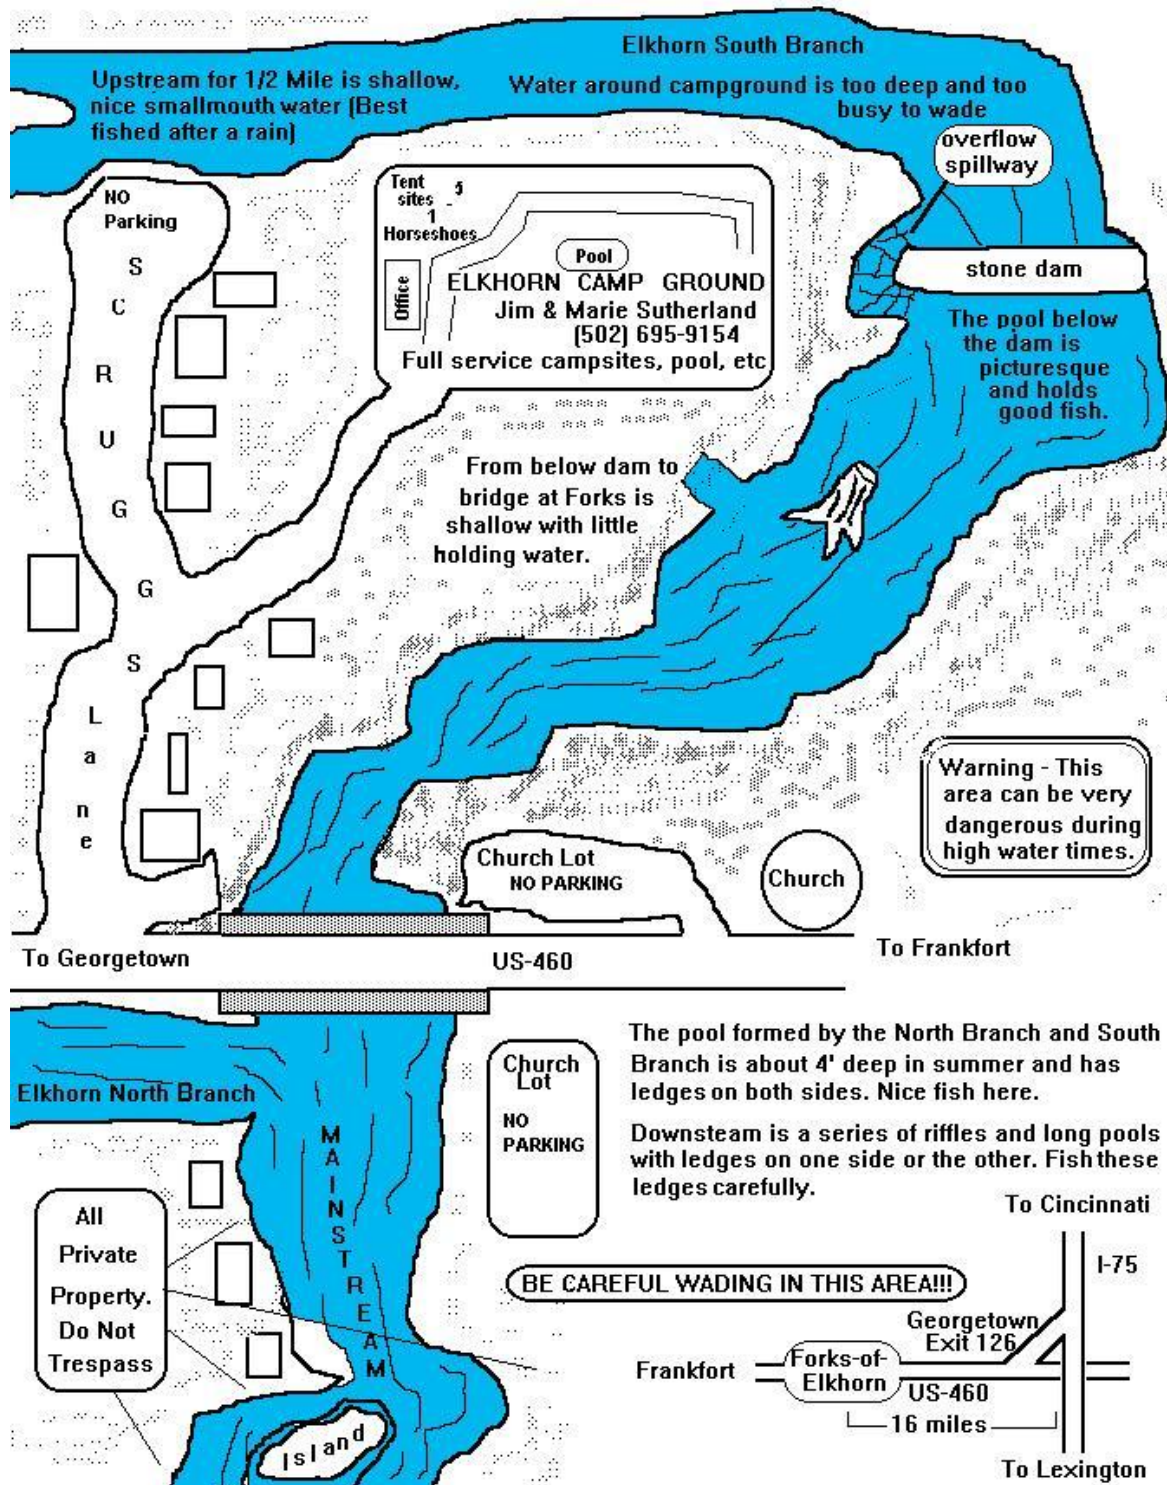 Elkhorn South Branch
Upstream for 1/2 Mile is shallow,
nice smallmouth water (Best
fished after a rain)
Water around campground is too deep and too
busy to wade
overflow
spillway
NO
Parking
SCRUGGS Lane
Tent
sites - 5
1
Horseshoes
Office
Pool
ELKHORN CAMP GROUND
Jim & Marie Sutherland
(502) 695-9154
Full service campsites, pool, etc
stone dam
The pool below
the dam is
picturesque
and holds
good fish.
From below dam to
bridge at Forks is
shallow with little
holding water.
Warning - This
area can be very
dangerous during
high water times.
Church Lot
NO PARKING
Church
To Georgetown
US-460
To Frankfort
Elkhorn North Branch
MAINSTREAM
Church
Lot
NO
PARKING
The pool formed by the North Branch and South
Branch is about 4' deep in summer and has
ledges on both sides. Nice fish here.
Downsteam is a series of riffles and long pools
with ledges on one side or the other. Fish these
ledges carefully.
All
Private
Property.
Do Not
Trespass
Island
BE CAREFUL WADING IN THIS AREA!!!
To Cincinnati
I-75
Georgetown
Exit 126
Frankfort
Forks-of-
Elkhorn
US-460
16 miles
To Lexington